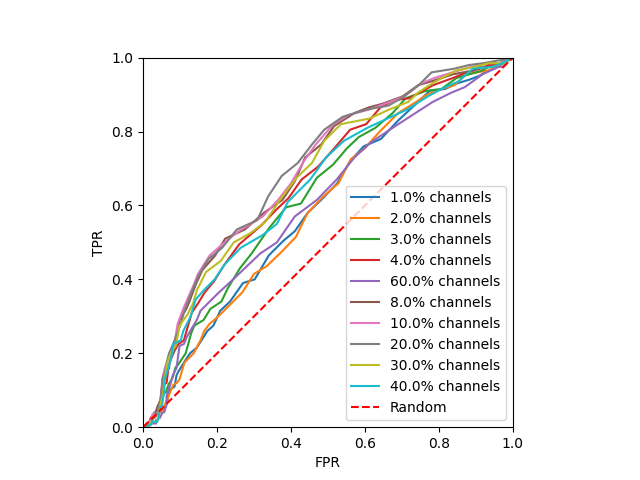 1.0
0.8
0.6
0.4
0.2
0.0
TPR
0.0 0.2 0.4 0.6 0.8 1.0
FPR
1.0% channels
2.0% channels
3.0% channels
4.0% channels
60.0% channels
8.0% channels
10.0% channels
20.0% channels
30.0% channels
40.0% channels
Random